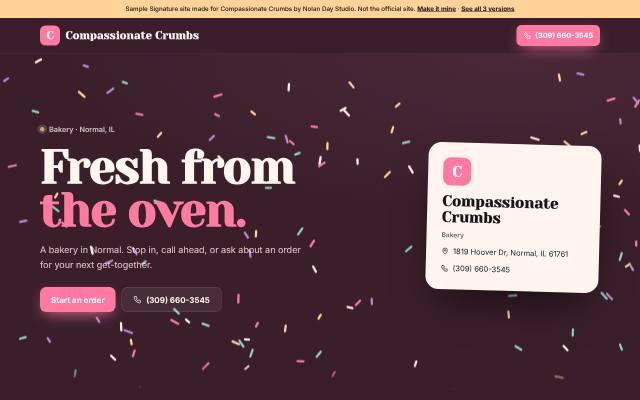 Sample Signature site made for Compassionate Crumbs by Nolan Day Studio. Not the official site. Make it mine · See all 3 versions
C Compassionate Crumbs
(309) 660-3545
Bakery · Normal, IL
Fresh from
the oven.
A bakery in Normal. Stop in, call ahead, or ask about an order
for your next get-together.
Start an order
(309) 660-3545
C
Compassionate
Crumbs
Bakery
1819 Hoover Dr, Normal, IL 61761
(309) 660-3545